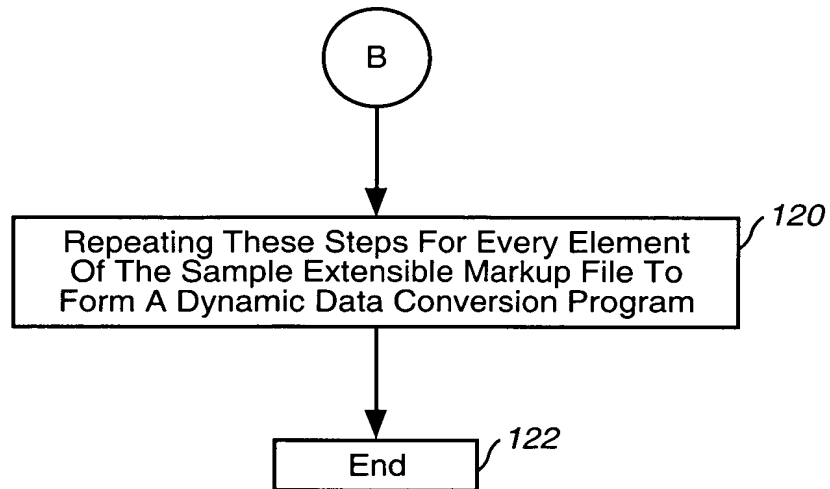 B
Repeating These Steps For Every Element
Of The Sample Extensible Markup File To
Form A Dynamic Data Conversion Program
120
End
122